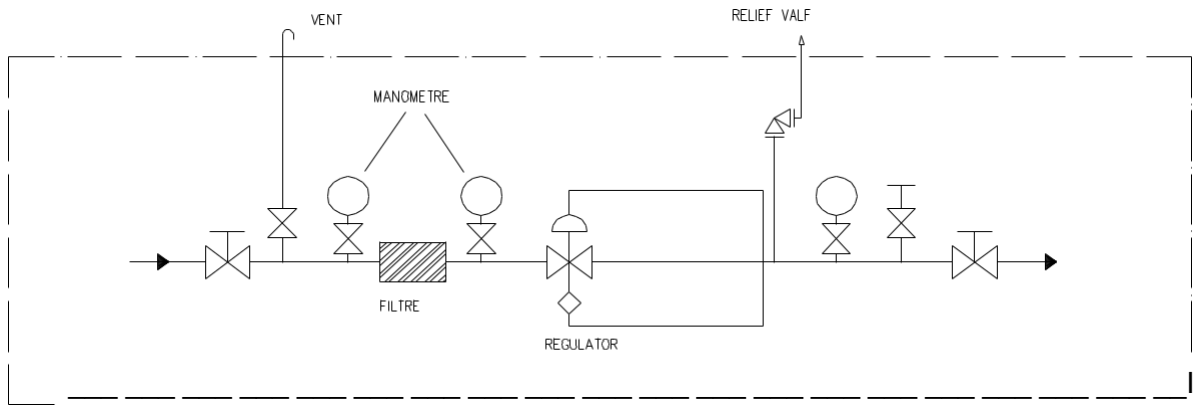 VENT
RELIEF VALF
MANOMETRE
FILTRE
REGULATOR